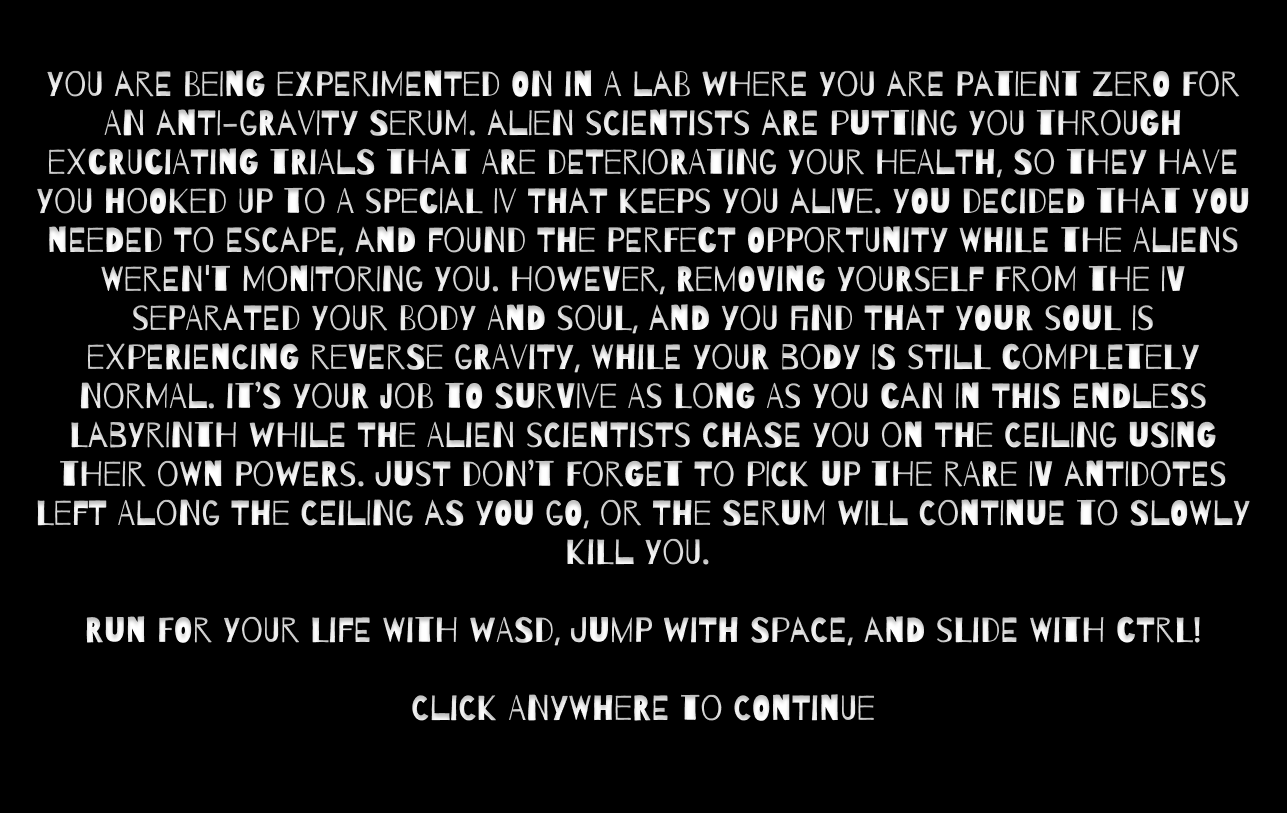 YOU ARE BEING EXPERIMENTED ON IN A LAB WHERE YOU ARE PATIENT ZERO FOR
AN ANTI-GRAVITY SERUM. ALIEN SCIENTISTS ARE PUTTING YOU THROUGH
EXCRUCIATING TRIALS THAT ARE DETERIORATING YOUR HEALTH, SO THEY HAVE
YOU HOOKED UP TO A SPECIAL IV THAT KEEPS YOU ALIVE. YOU DECIDED THAT YOU
NEEDED TO ESCAPE, AND FOUND THE PERFECT OPPORTUNITY WHILE THE ALIENS
WEREN'T MONITORING YOU. HOWEVER, REMOVING YOURSELF FROM THE IV
SEPARATED YOUR BODY AND SOUL, AND YOU FIND THAT YOUR SOUL IS
EXPERIENCING REVERSE GRAVITY, WHILE YOUR BODY IS STILL COMPLETELY
NORMAL. IT’S YOUR JOB TO SURVIVE AS LONG AS YOU CAN IN THIS ENDLESS
LABYRINTH WHILE THE ALIEN SCIENTISTS CHASE YOU ON THE CEILING USING
THEIR OWN POWERS. JUST DON’T FORGET TO PICK UP THE RARE IV ANTIDOTES
LEFT ALONG THE CEILING AS YOU GO, OR THE SERUM WILL CONTINUE TO SLOWLY
KILL YOU.
RUN FOR YOUR LIFE WITH WASD, JUMP WITH SPACE, AND SLIDE WITH CTRL!
CLICK ANYWHERE TO CONTINUE